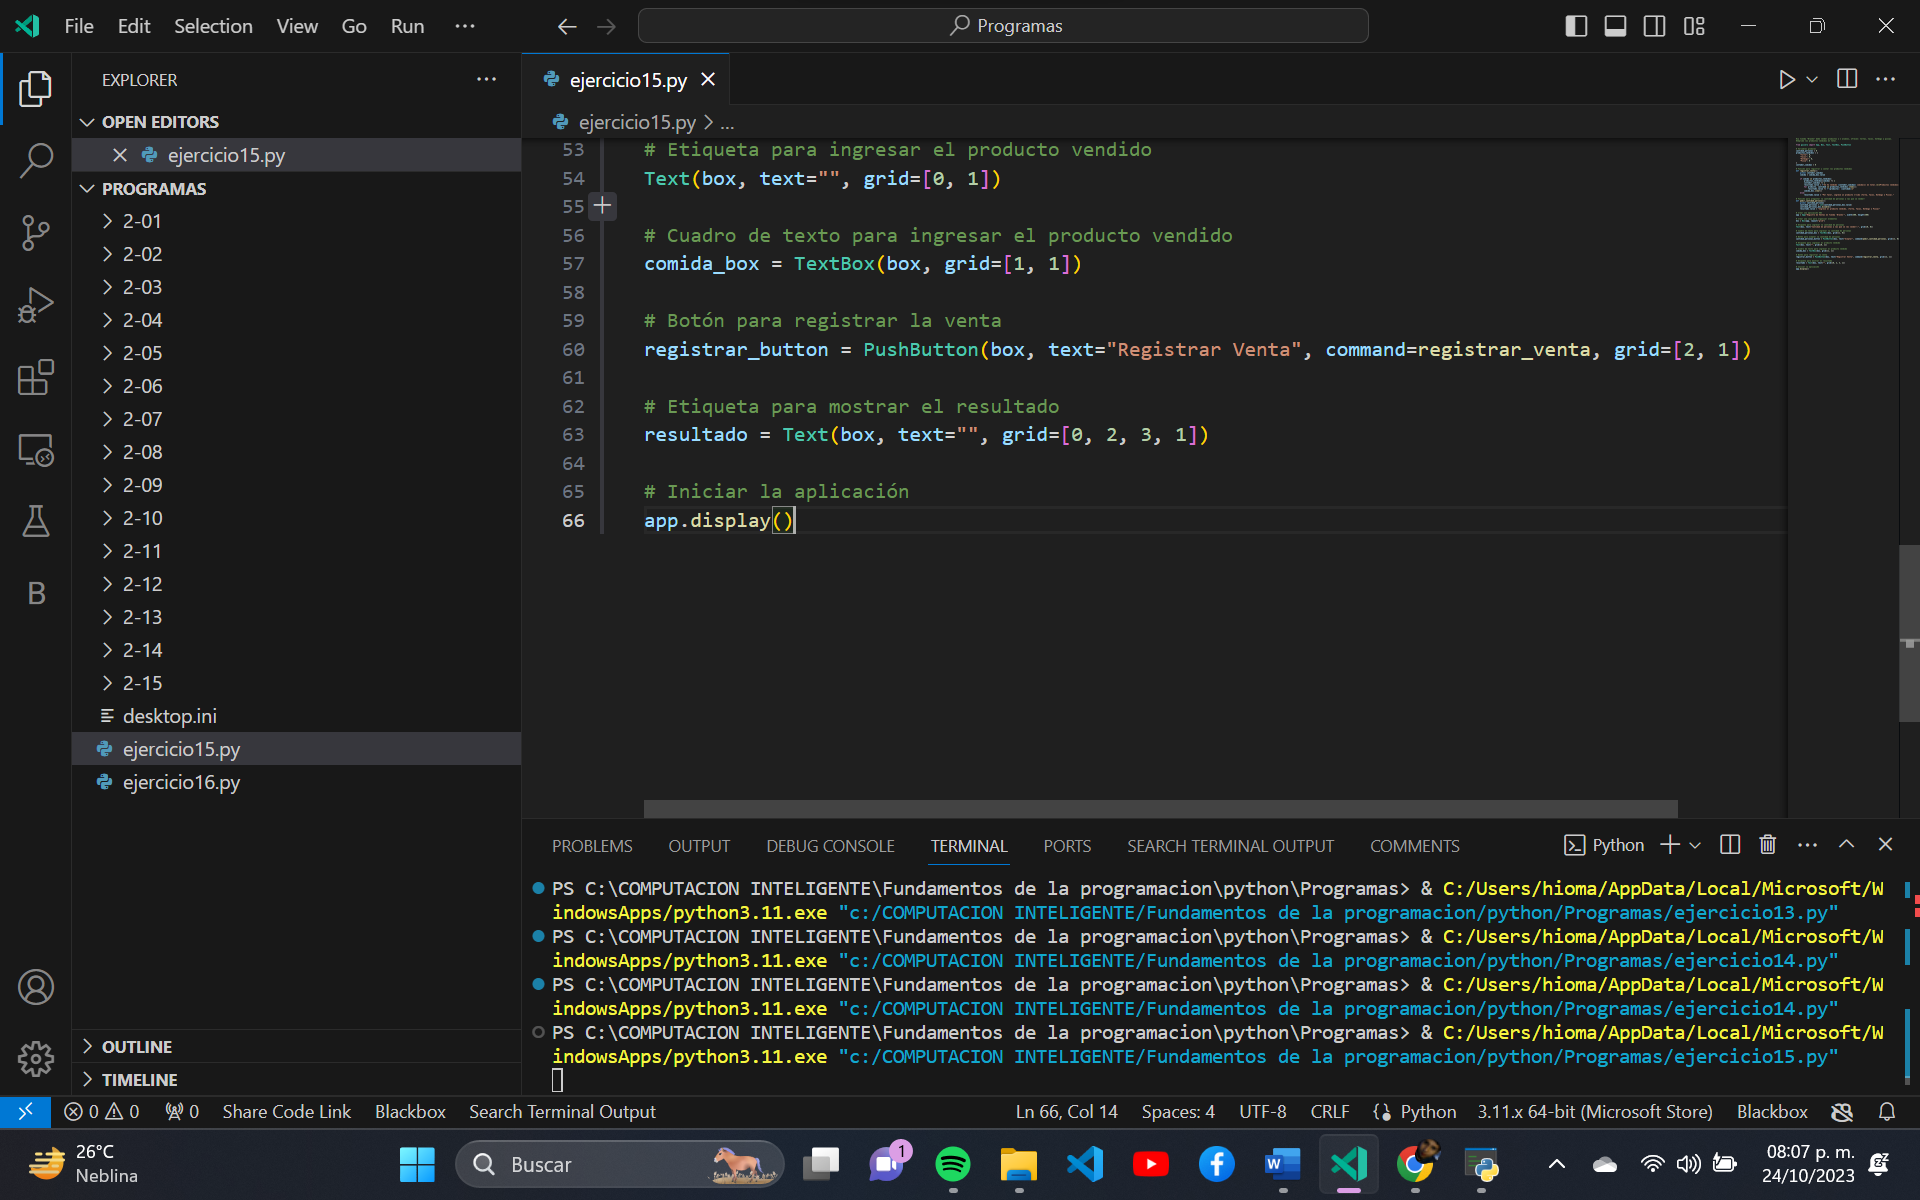 File Edit Selection View Go Run
Programas
EXPLORER
OPEN EDITORS
ejercicio15.py
PROGRAMAS
2-01
2-02
2-03
2-04
2-05
2-06
2-07
2-08
2-09
2-10
2-11
2-12
2-13
2-14
2-15
desktop.ini
ejercicio15.py
ejercicio16.py
OUTLINE
TIMELINE
ejercicio15.py
ejercicio15.py > ...
53 # Etiqueta para ingresar el producto vendido
54 Text(box, text="", grid=[0, 1])
55
56 # Cuadro de texto para ingresar el producto vendido
57 comida_box = TextBox(box, grid=[1, 1])
58
59 # Botón para registrar la venta
60 registrar_button = PushButton(box, text="Registrar Venta", command=registrar_venta, grid=[2, 1])
61
62 # Etiqueta para mostrar el resultado
63 resultado = Text(box, text="", grid=[0, 2, 3, 1])
64
65 # Iniciar la aplicación
66 app.display()
PROBLEMS OUTPUT DEBUG CONSOLE TERMINAL PORTS SEARCH TERMINAL OUTPUT COMMENTS Python
PS C:\COMPUTACION INTELIGENTE\Fundamentos de la programacion\python\Programas> & C:/Users/hioma/AppData/Local/Microsoft/W
indowsApps/python3.11.exe "c:/COMPUTACION INTELIGENTE/Fundamentos de la programacion/python/Programas/ejercicio13.py"
PS C:\COMPUTACION INTELIGENTE\Fundamentos de la programacion\python\Programas> & C:/Users/hioma/AppData/Local/Microsoft/W
indowsApps/python3.11.exe "c:/COMPUTACION INTELIGENTE/Fundamentos de la programacion/python/Programas/ejercicio14.py"
PS C:\COMPUTACION INTELIGENTE\Fundamentos de la programacion\python\Programas> & C:/Users/hioma/AppData/Local/Microsoft/W
indowsApps/python3.11.exe "c:/COMPUTACION INTELIGENTE/Fundamentos de la programacion/python/Programas/ejercicio14.py"
PS C:\COMPUTACION INTELIGENTE\Fundamentos de la programacion\python\Programas> & C:/Users/hioma/AppData/Local/Microsoft/W
indowsApps/python3.11.exe "c:/COMPUTACION INTELIGENTE/Fundamentos de la programacion/python/Programas/ejercicio15.py"
0 0 0 Share Code Link Blackbox Search Terminal Output Ln 66, Col 14 Spaces: 4 UTF-8 CRLF Python 3.11.x 64-bit (Microsoft Store) Blackbox
26°C
Neblina
Buscar
1
08:07 p. m.
24/10/2023